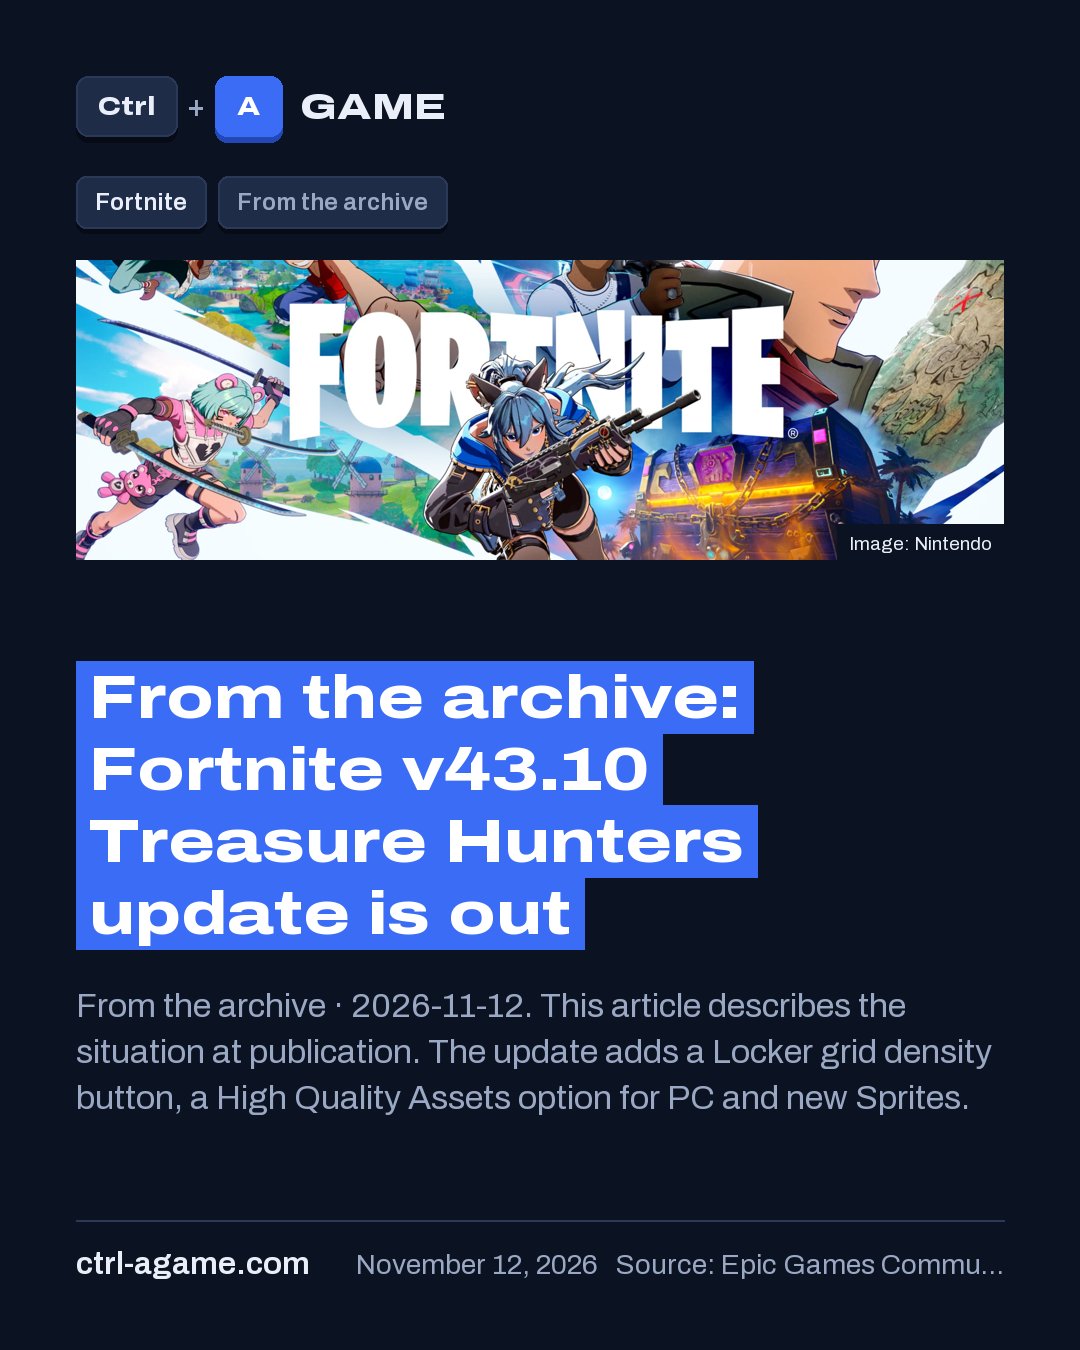 Ctrl + A GAME
Fortnite From the archive
FORTNITE®
Image: Nintendo
From the archive:
Fortnite v43.10
Treasure Hunters
update is out
From the archive · 2026-11-12. This article describes the
situation at publication. The update adds a Locker grid density
button, a High Quality Assets option for PC and new Sprites.
ctrl-agame.com November 12, 2026 Source: Epic Games Commu...